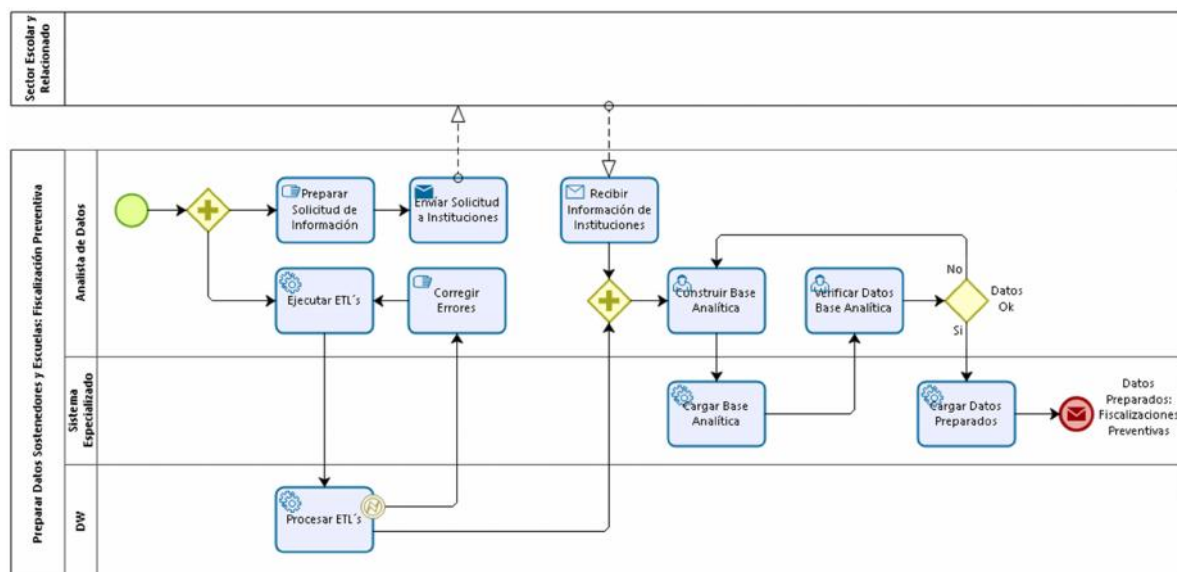 Sector Escolar y
Relacionado
Preparar Datos Sostenedores y Escuelas: Fiscalización Preventiva
Analista de Datos
Preparar
Solicitud de
Información
Enviar Solicitud
a Instituciones
Recibir
Información de
Instituciones
Ejecutar ETL´s
Corregir
Errores
Construir Base
Analítica
Verificar Datos
Base Analítica
No
Datos
Ok
Si
Sistema
Especializado
Cargar Base
Analítica
Cargar Datos
Preparados
Datos
Preparados:
Fiscalizaciones
Preventivas
DW
Procesar ETL´s